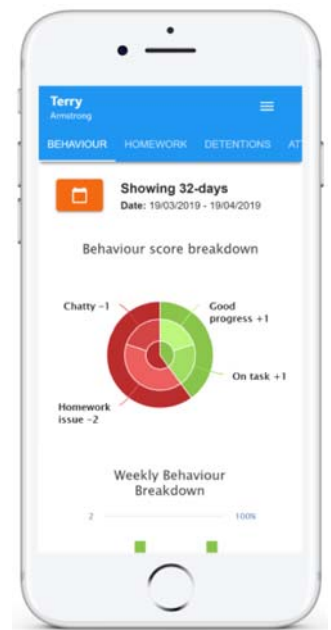 Terry
Armstrong
BEHAVIOUR HOMEWORK DETENTIONS AT
Showing 32-days
Date: 19/03/2019 - 19/04/2019
Behaviour score breakdown
Chatty −1
Good
progress +1
On task +1
Homework
issue −2
Weekly Behaviour
Breakdown
2 100%